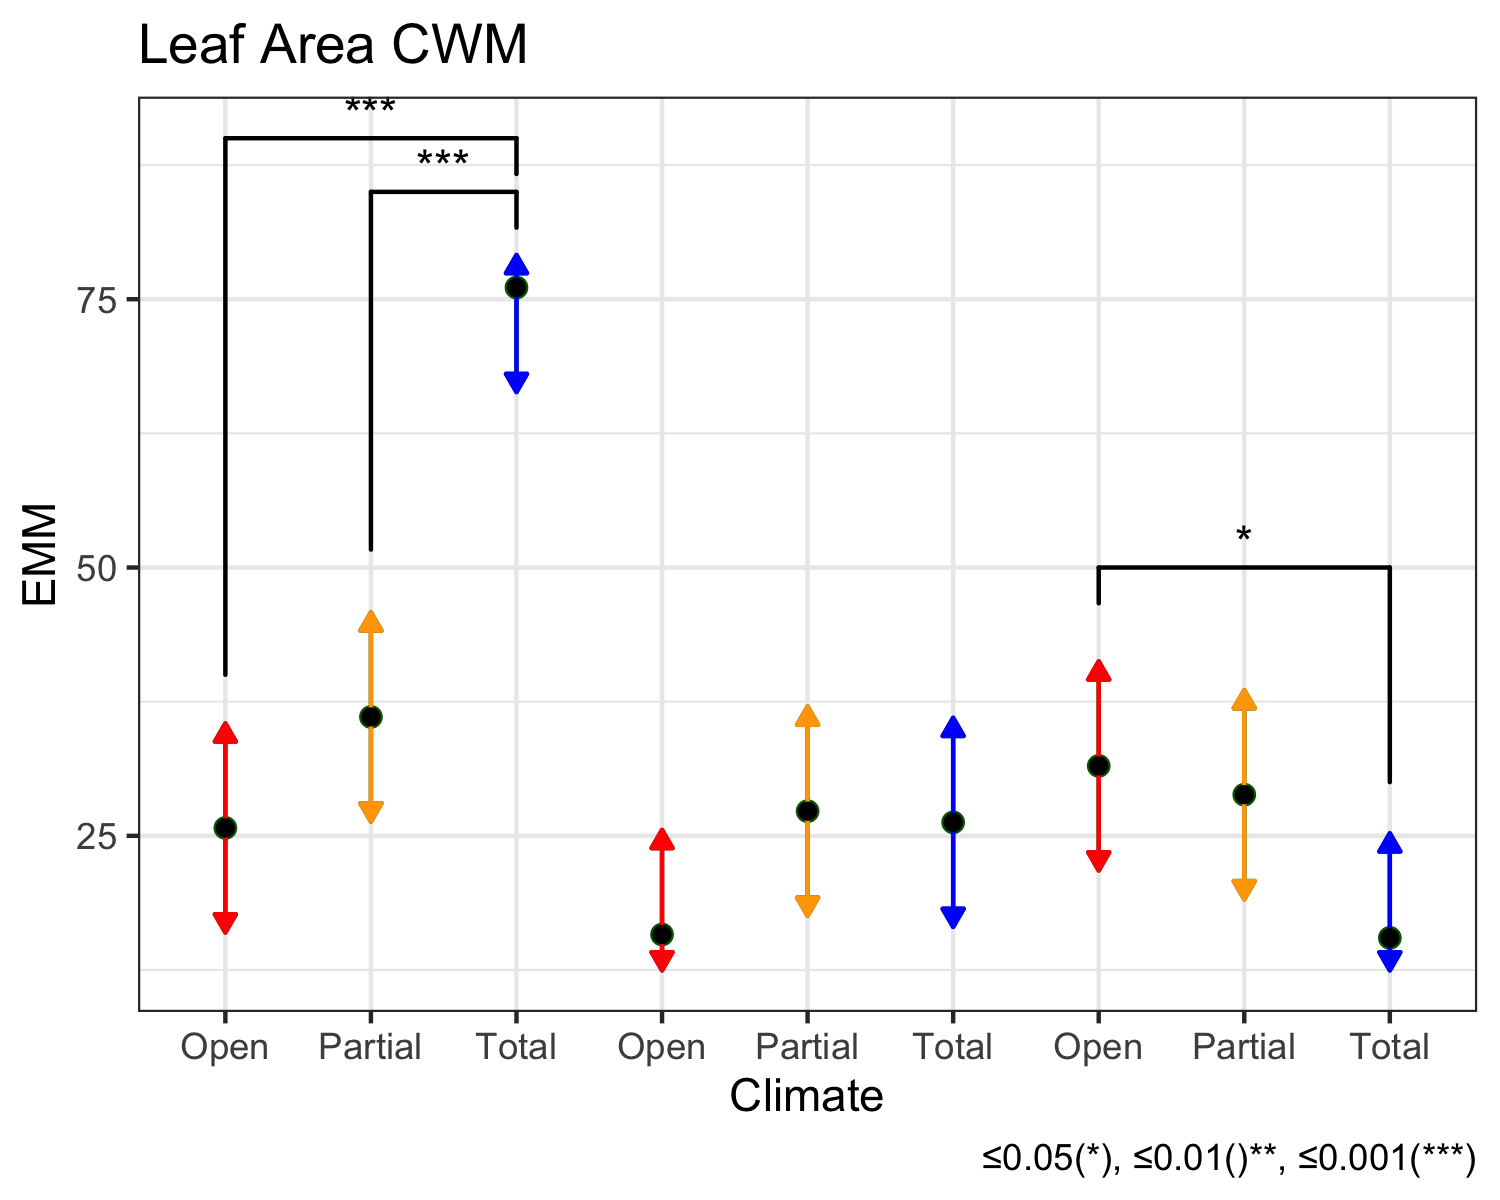 Leaf Area CWM
***
***
75
*
50
25
EMM
Open Partial Total Open Partial Total Open Partial Total
Climate
≤0.05(*), ≤0.01()**, ≤0.001(***)